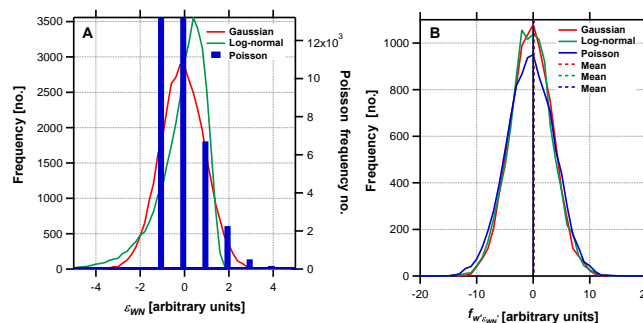 A
Gaussian
Log-normal
Poisson
Frequency [no.]
3500
3000
2500
2000
1500
1000
500
0
12x10³
10
8
6
4
2
0
Poisson frequency no.
-4
-2
0
2
4
ε_WN [arbitrary units]
B
Gaussian
Log-normal
Poisson
Mean
Mean
Mean
Frequency [no.]
1000
800
600
400
200
0
-20
-10
0
10
20
f_w'ε_WN' [arbitrary units]